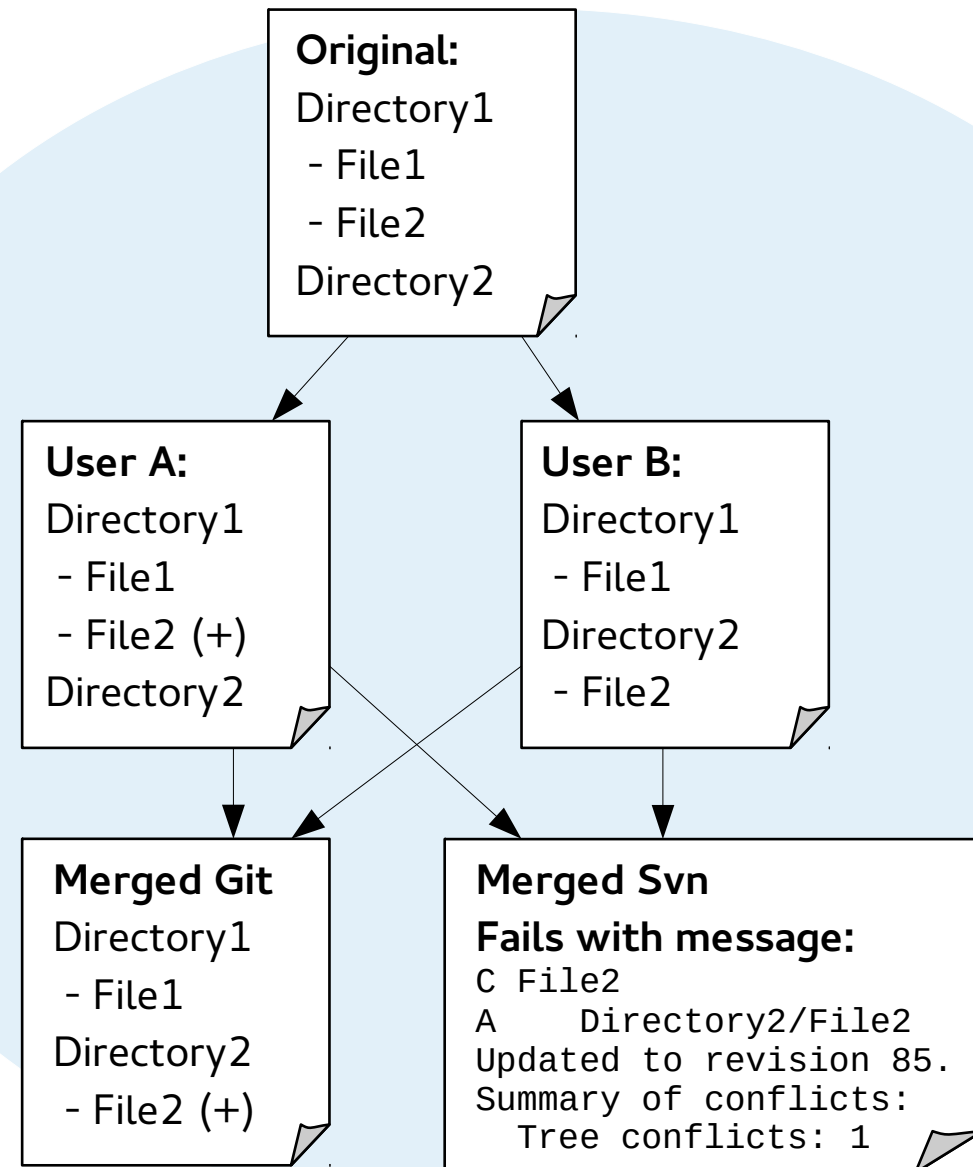 Original:
Directory1
- File1
- File2
Directory2
User A:
Directory1
- File1
- File2 (+)
Directory2
User B:
Directory1
- File1
Directory2
- File2
Merged Git
Directory1
- File1
Directory2
- File2 (+)
Merged Svn
Fails with message:
C File2
A    Directory2/File2
Updated to revision 85.
Summary of conflicts:
  Tree conflicts: 1